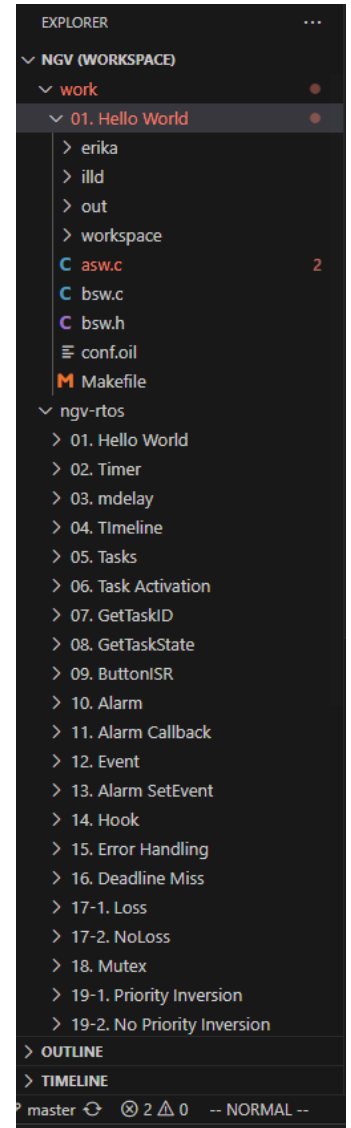 EXPLORER ...
NGV (WORKSPACE)
work
01. Hello World
erika
illd
out
workspace
C asw.c 2
C bsw.c
C bsw.h
conf.oil
M Makefile
ngv-rtos
01. Hello World
02. Timer
03. mdelay
04. TImeline
05. Tasks
06. Task Activation
07. GetTaskID
08. GetTaskState
09. ButtonISR
10. Alarm
11. Alarm Callback
12. Event
13. Alarm SetEvent
14. Hook
15. Error Handling
16. Deadline Miss
17-1. Loss
17-2. NoLoss
18. Mutex
19-1. Priority Inversion
19-2. No Priority Inversion
OUTLINE
TIMELINE
master 2 0 -- NORMAL --